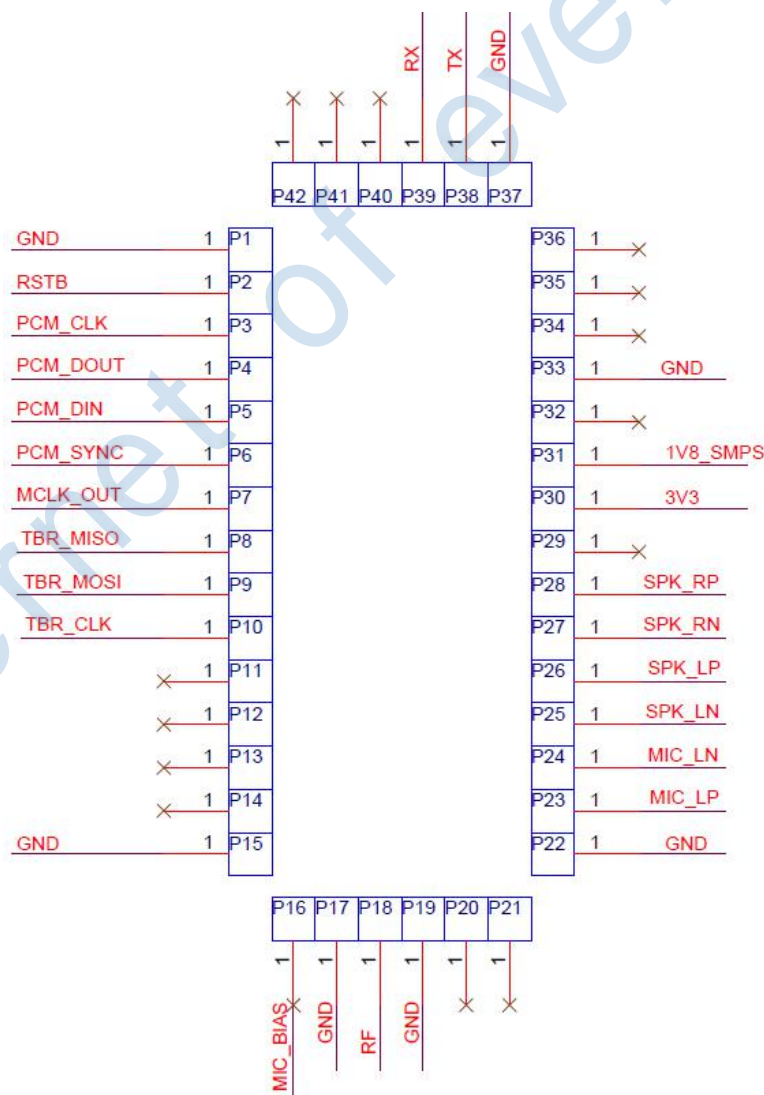 RX TX GND
1 1 1 1 1 1
P42 P41 P40 P39 P38 P37
GND 1 P1 P36 1
RSTB 1 P2 P35 1
PCM_CLK 1 P3 P34 1
PCM_DOUT 1 P4 P33 1 GND
PCM_DIN 1 P5 P32 1
PCM_SYNC 1 P6 P31 1 1V8_SMPS
MCLK_OUT 1 P7 P30 1 3V3
TBR_MISO 1 P8 P29 1
TBR_MOSI 1 P9 P28 1 SPK_RP
TBR_CLK 1 P10 P27 1 SPK_RN
1 P11 P26 1 SPK_LP
1 P12 P25 1 SPK_LN
1 P13 P24 1 MIC_LN
1 P14 P23 1 MIC_LP
GND 1 P15 P22 1 GND
P16 P17 P18 P19 P20 P21
1 1 1 1 1 1
MIC_BIAS GND RF GND
of